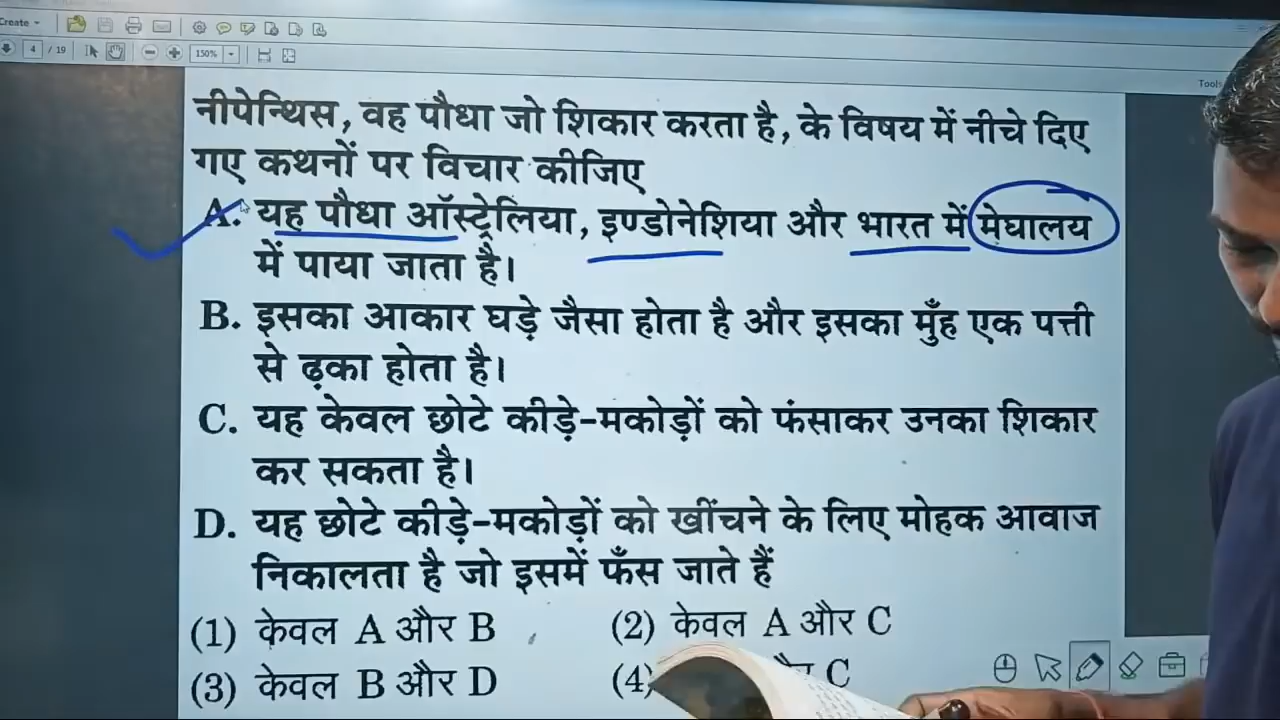 Create
4 / 19
150%
Tools
नीपेन्थिस, वह पौधा जो शिकार करता है, के विषय में नीचे दिए
गए कथनों पर विचार कीजिए
A. यह पौधा ऑस्ट्रेलिया, इण्डोनेशिया और भारत में मेघालय
में पाया जाता है।
B. इसका आकार घड़े जैसा होता है और इसका मुँह एक पत्ती
से ढ़का होता है।
C. यह केवल छोटे कीड़े-मकोड़ों को फंसाकर उनका शिकार
कर सकता है।
D. यह छोटे कीड़े-मकोड़ों को खींचने के लिए मोहक आवाज
निकालता है जो इसमें फँस जाते हैं
(1) केवल A और B (2) केवल A और C
(3) केवल B और D (4) C